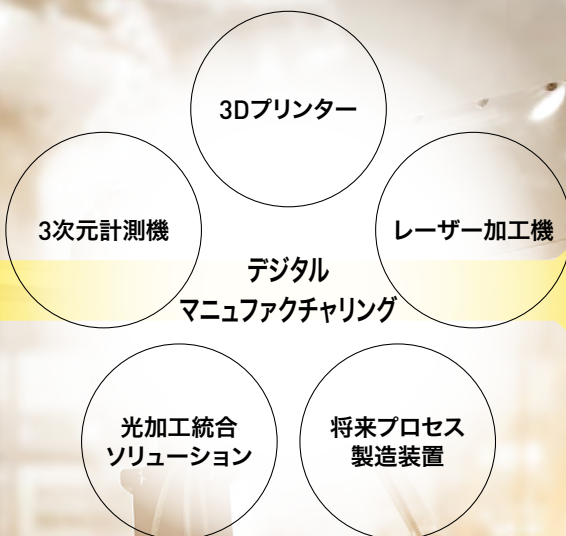 3Dプリンター
3次元計測機
レーザー加工機
デジタル
マニュファクチャリング
光加工統合
ソリューション
将来プロセス
製造装置